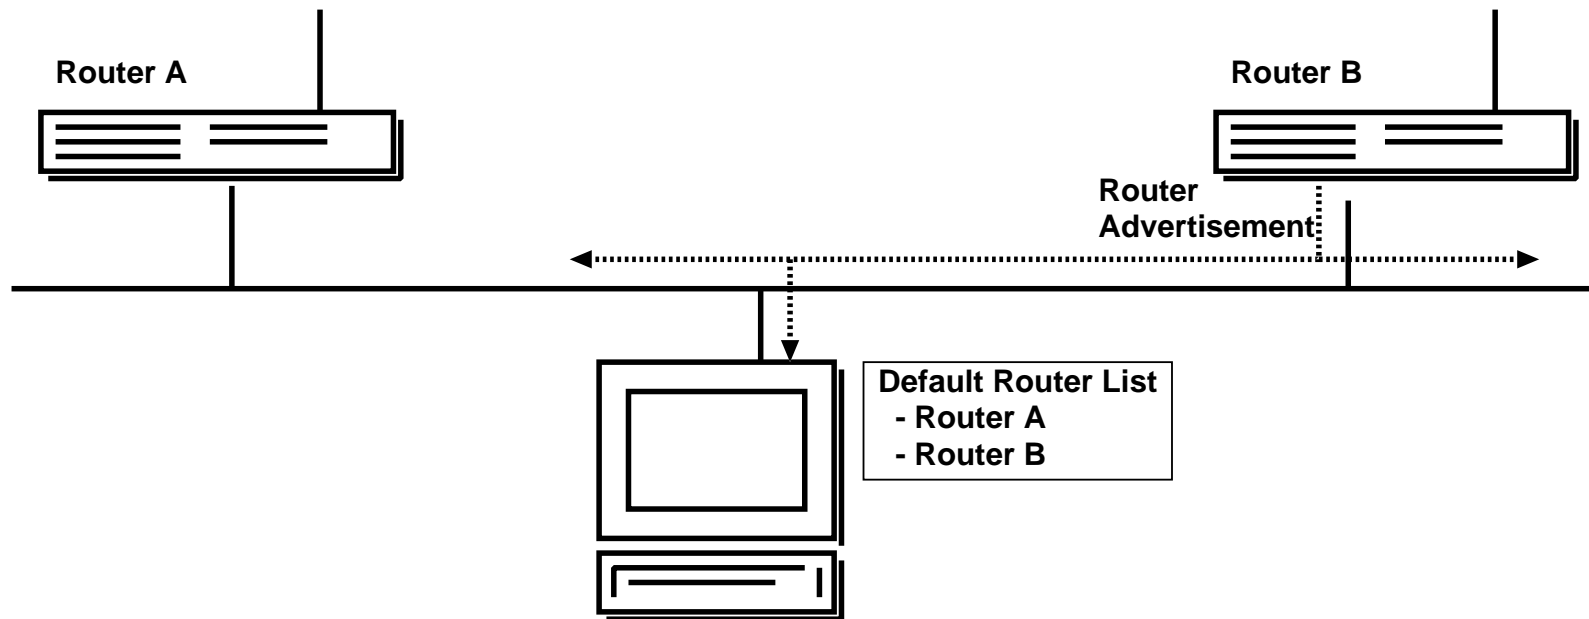 Router A
Router B
Router
Advertisement
Default Router List
- Router A
- Router B